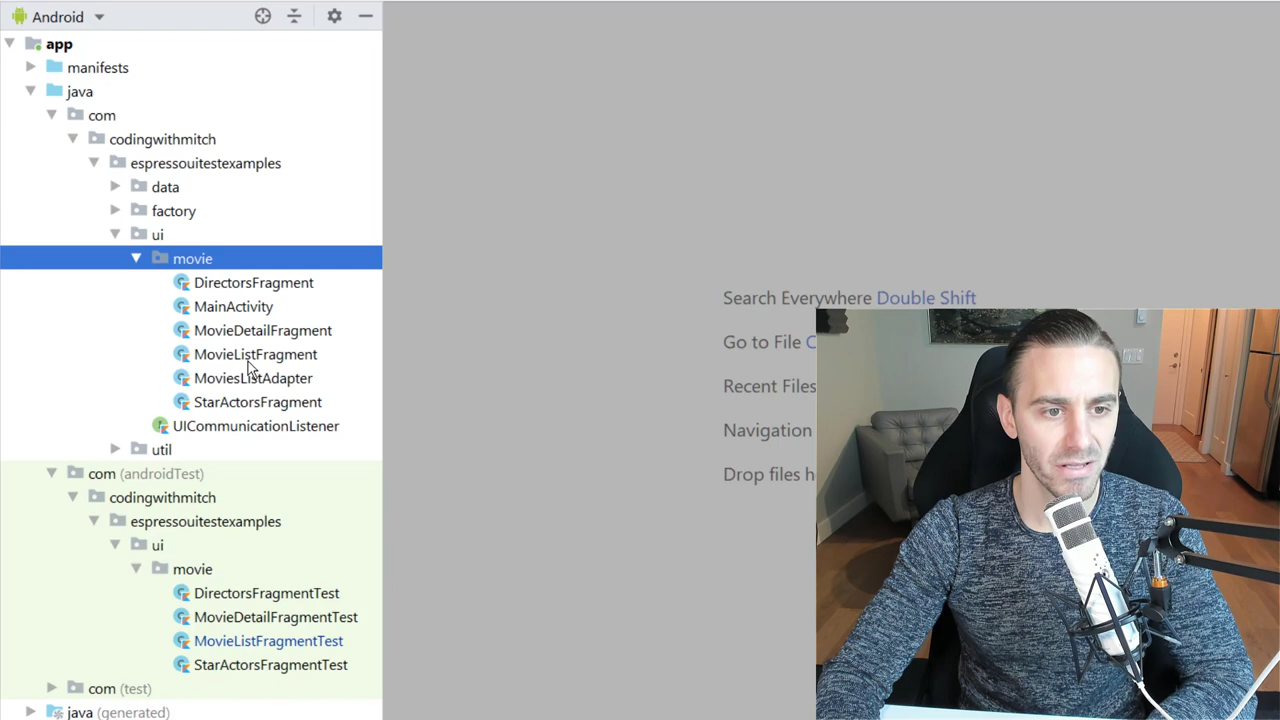 Android
app
manifests
java
com
codingwithmitch
espressouitestexamples
data
factory
ui
movie
DirectorsFragment
MainActivity
MovieDetailFragment
MovieListFragment
MoviesListAdapter
StarActorsFragment
UICommunicationListener
util
com (androidTest)
codingwithmitch
espressouitestexamples
ui
movie
DirectorsFragmentTest
MovieDetailFragmentTest
MovieListFragmentTest
StarActorsFragmentTest
com (test)
java (generated)
Search Everywhere Double Shift
Go to File
Recent Files
Navigation
Drop files